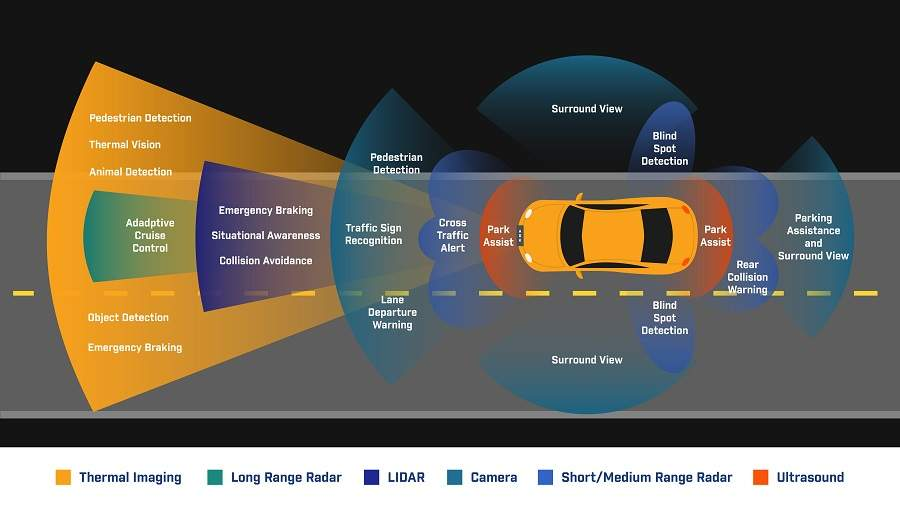 Pedestrian Detection
Thermal Vision
Animal Detection
Adadptive
Cruise
Control
Object Detection
Emergency Braking
Emergency Braking
Situational Awareness
Collision Avoidance
Pedestrian
Detection
Traffic Sign
Recognition
Lane
Departure
Warning
Cross
Traffic
Alert
Park
Assist
Surround View
Blind
Spot
Detection
Park
Assist
Rear
Collision
Warning
Blind
Spot
Detection
Surround View
Parking
Assistance
and
Surround View
Thermal Imaging
Long Range Radar
LIDAR
Camera
Short/Medium Range Radar
Ultrasound